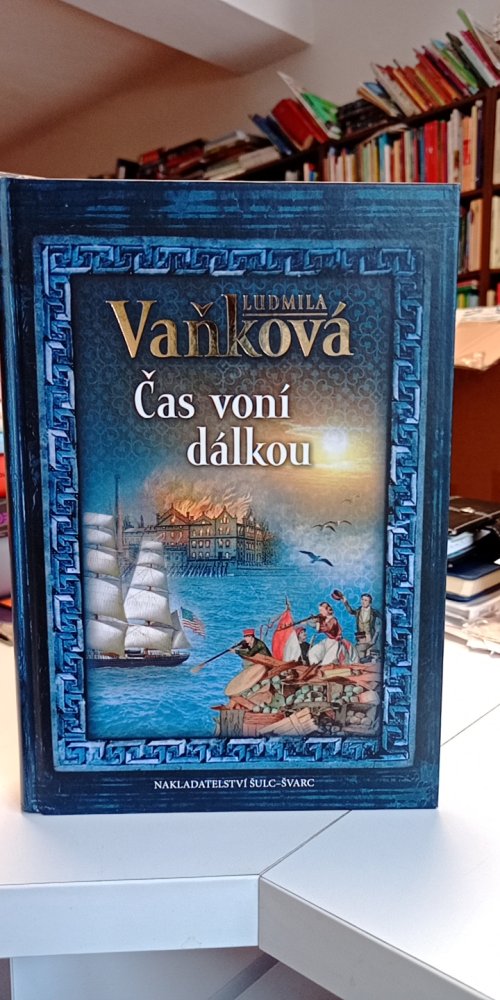 LUDMILA
Vaňková
Čas voní
dálkou
NAKLADATELSTVÍ ŠULC-ŠVARC